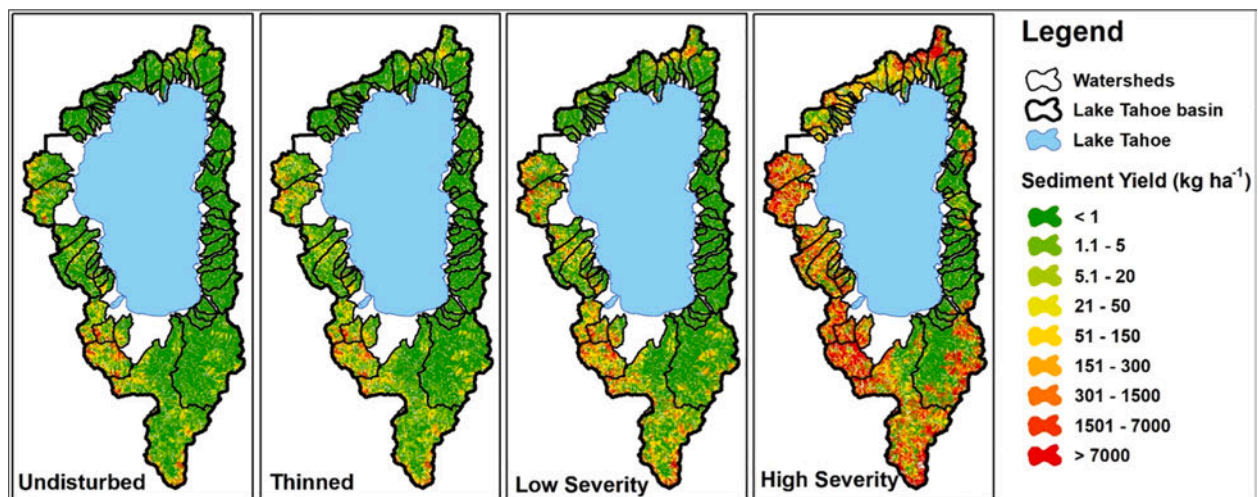 Undisturbed
Thinned
Low Severity
High Severity
Legend
Watersheds
Lake Tahoe basin
Lake Tahoe
Sediment Yield (kg ha⁻¹)
< 1
1.1 - 5
5.1 - 20
21 - 50
51 - 150
151 - 300
301 - 1500
1501 - 7000
> 7000